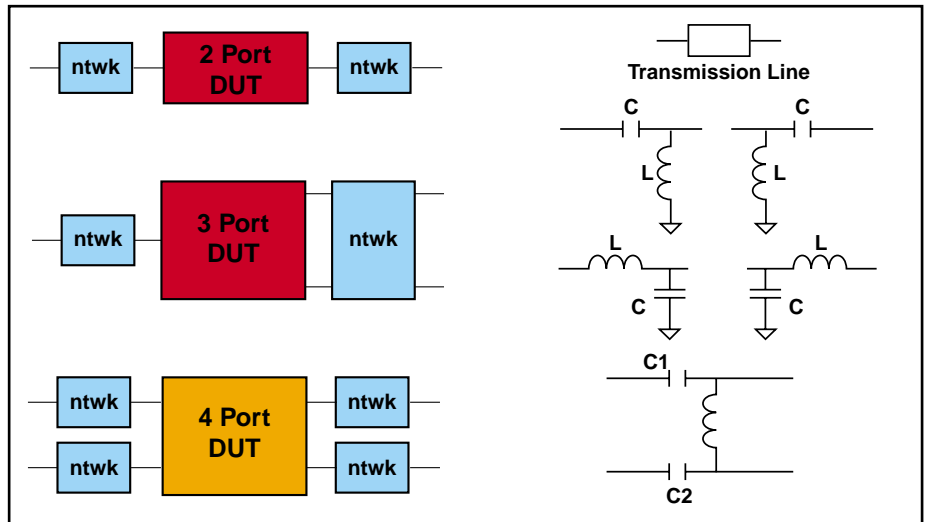 ntwk
2 Port
DUT
ntwk
ntwk
3 Port
DUT
ntwk
ntwk
ntwk
4 Port
DUT
ntwk
ntwk
Transmission Line
C
L
C
L
L
C
L
C
C1
C2